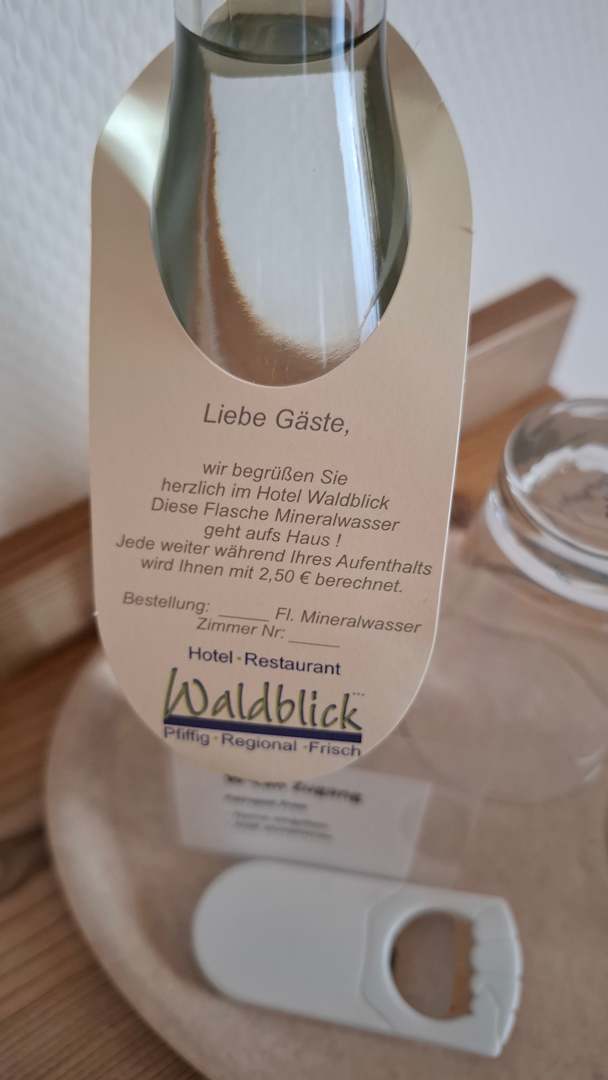 Liebe Gäste,
wir begrüßen Sie
herzlich im Hotel Waldblick
Diese Flasche Mineralwasser
geht aufs Haus !
Jede weiter während Ihres Aufenthalts
wird Ihnen mit 2,50 € berechnet.
Bestellung: _____ Fl. Mineralwasser
Zimmer Nr: _____
Hotel · Restaurant
Waldblick***
Pfiffig · Regional · Frisch
Zugang